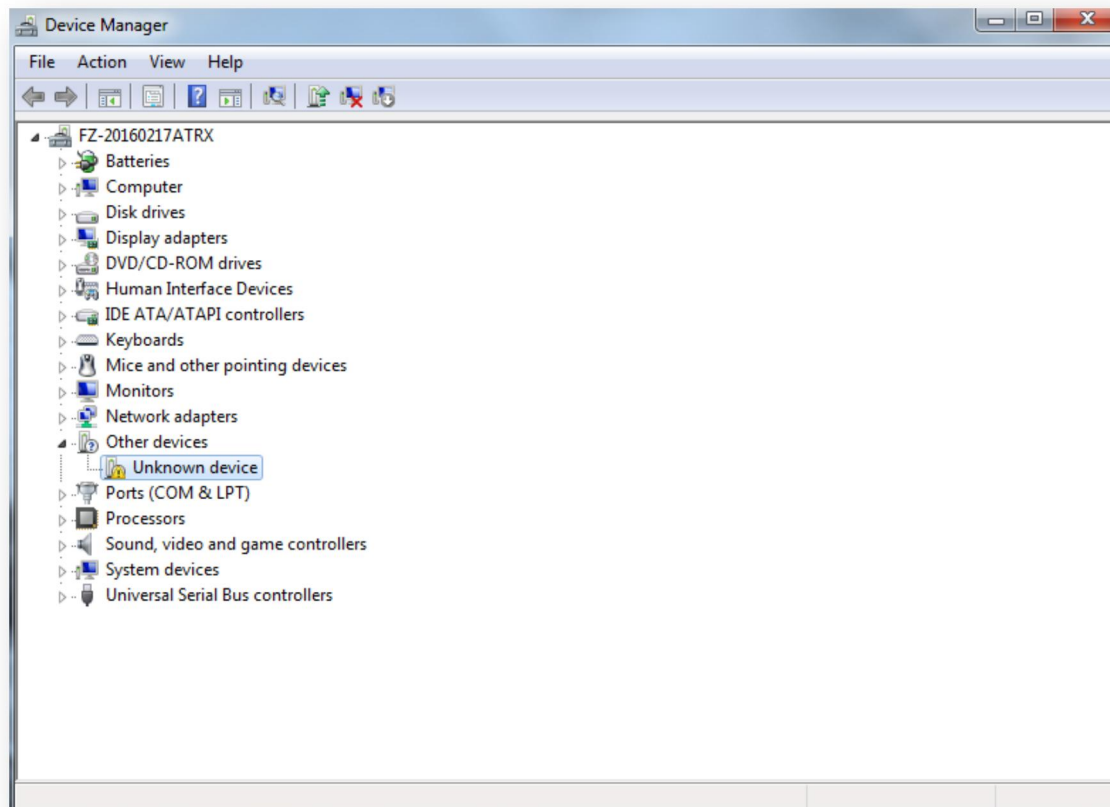 Device Manager
File Action View Help
FZ-20160217ATRX
Batteries
Computer
Disk drives
Display adapters
DVD/CD-ROM drives
Human Interface Devices
IDE ATA/ATAPI controllers
Keyboards
Mice and other pointing devices
Monitors
Network adapters
Other devices
Unknown device
Ports (COM & LPT)
Processors
Sound, video and game controllers
System devices
Universal Serial Bus controllers